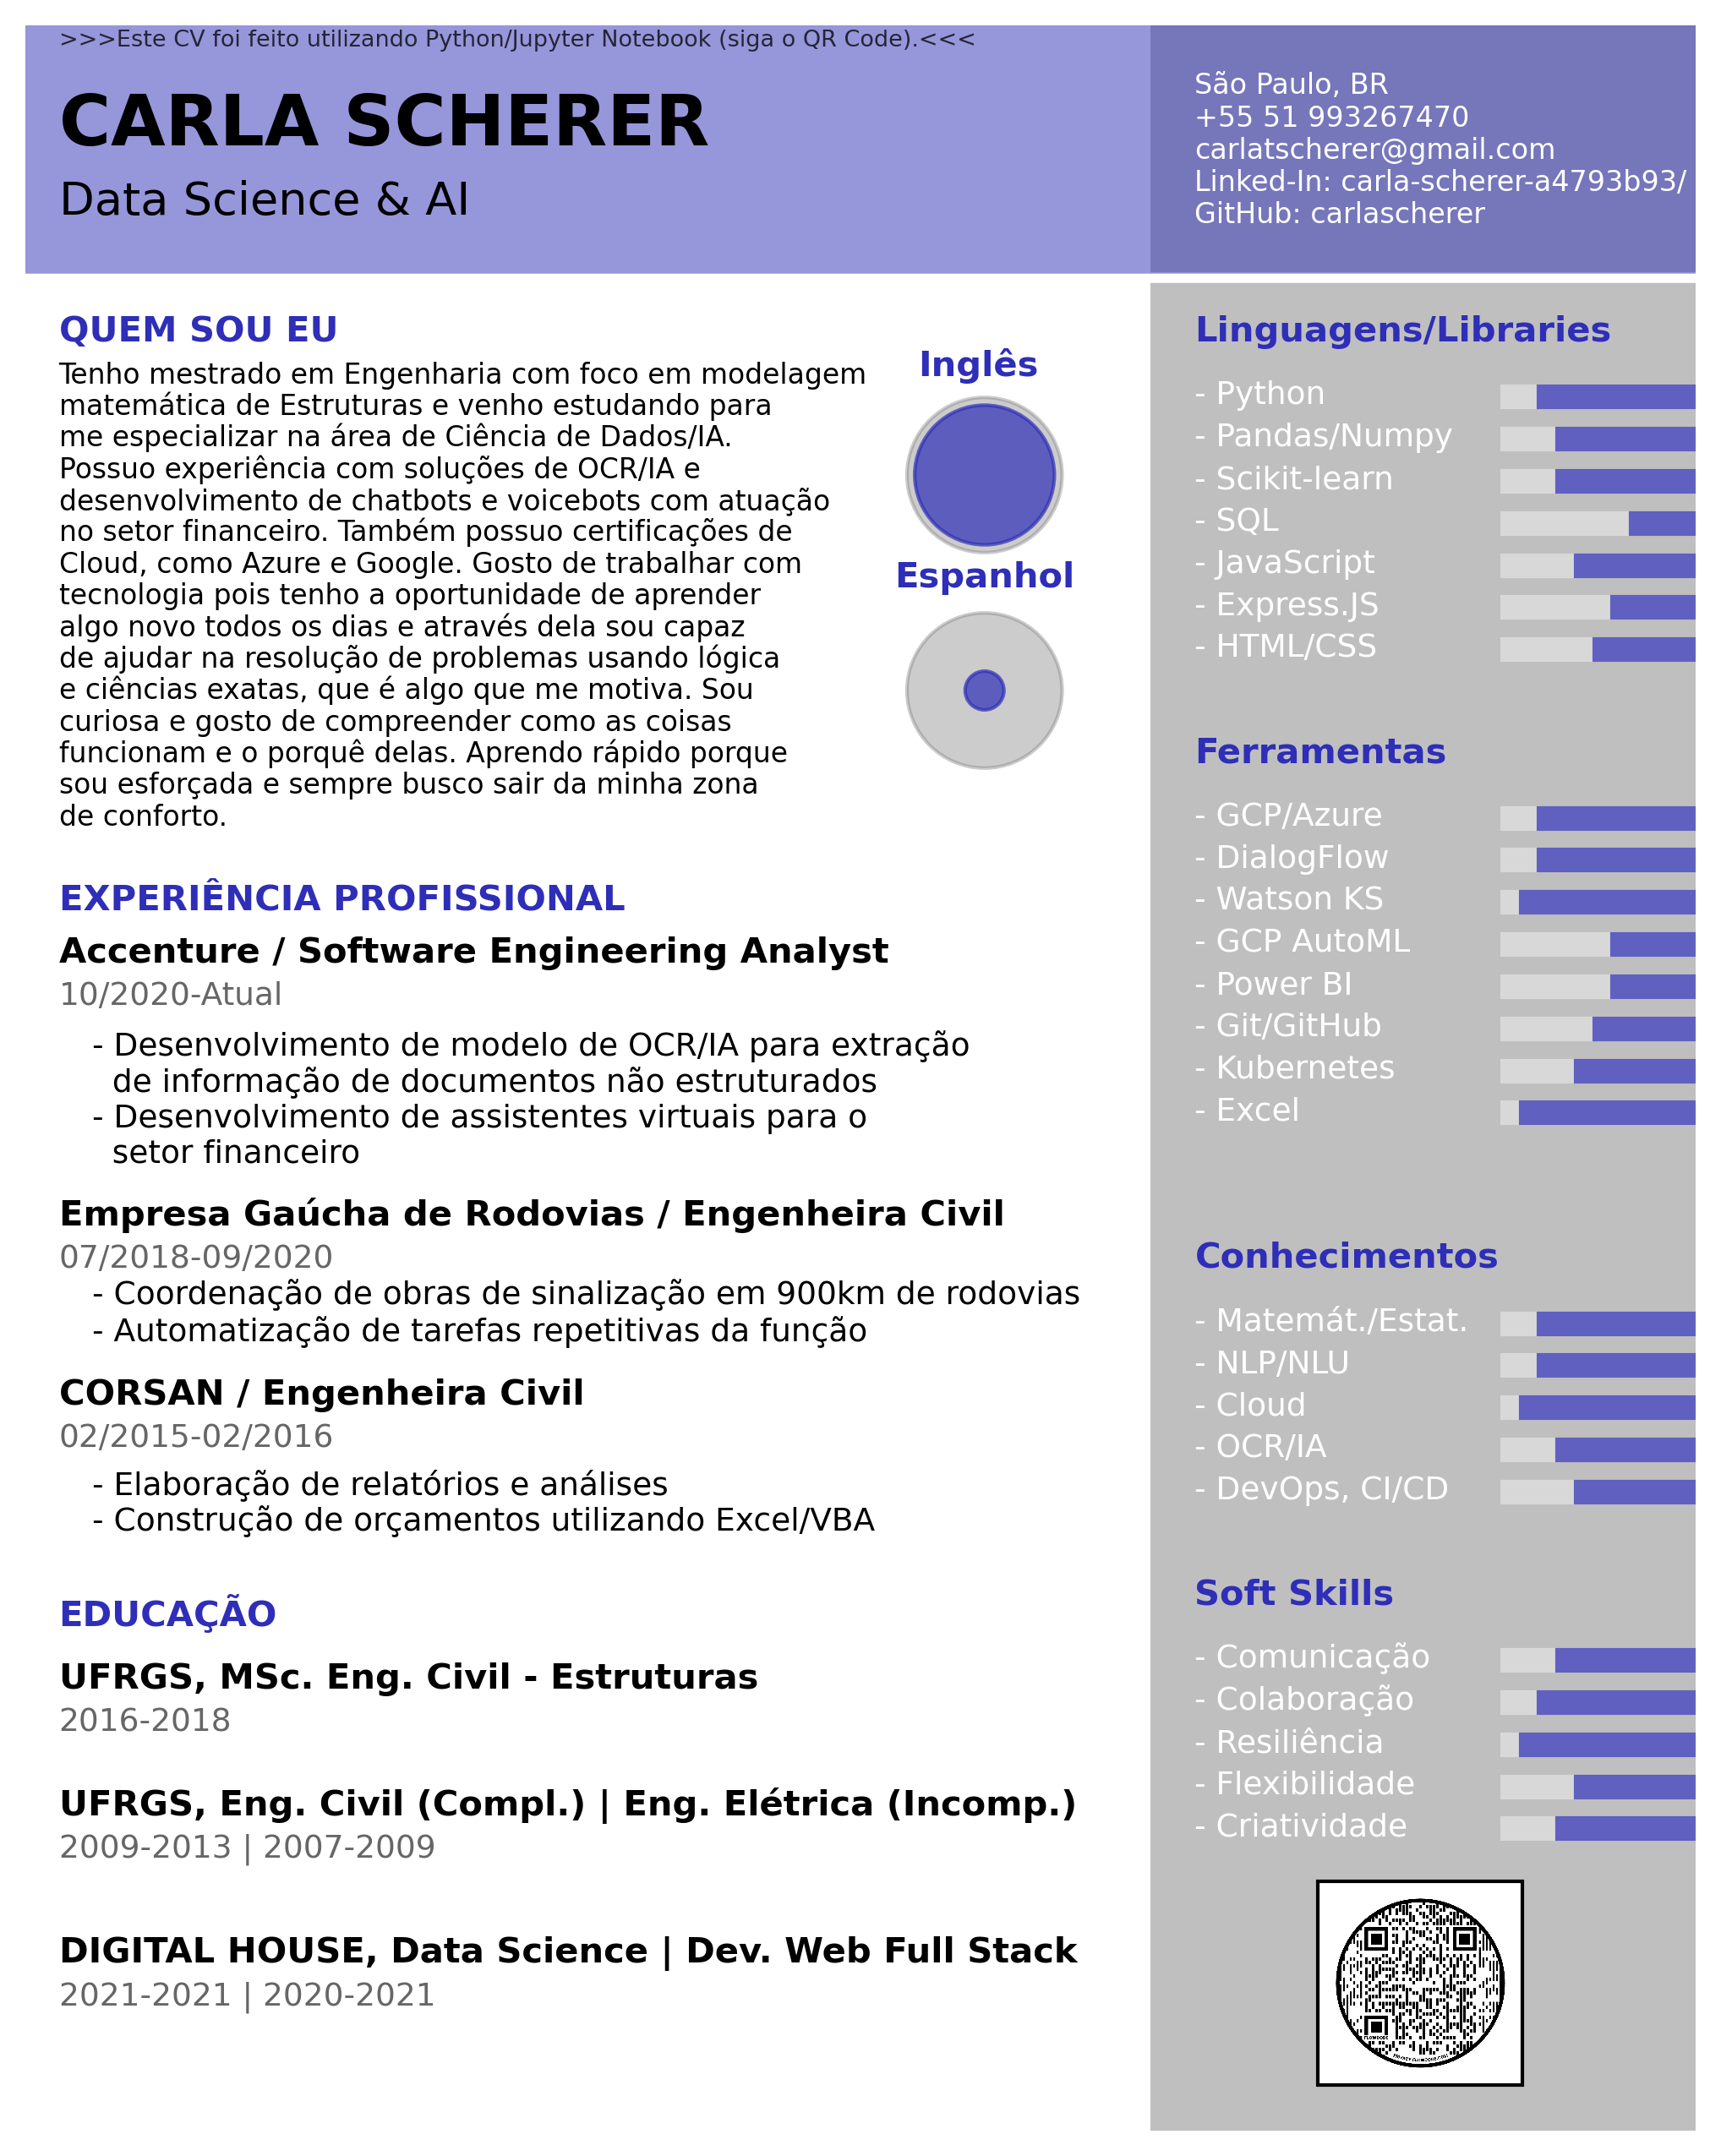 >>>Este CV foi feito utilizando Python/Jupyter Notebook (siga o QR Code).<<<
CARLA SCHERER
Data Science & AI
São Paulo, BR
+55 51 993267470
carlatscherer@gmail.com
Linked-In: carla-scherer-a4793b93/
GitHub: carlascherer
QUEM SOU EU
Tenho mestrado em Engenharia com foco em modelagem
matemática de Estruturas e venho estudando para
me especializar na área de Ciência de Dados/IA.
Possuo experiência com soluções de OCR/IA e
desenvolvimento de chatbots e voicebots com atuação
no setor financeiro. Também possuo certificações de
Cloud, como Azure e Google. Gosto de trabalhar com
tecnologia pois tenho a oportunidade de aprender
algo novo todos os dias e através dela sou capaz
de ajudar na resolução de problemas usando lógica
e ciências exatas, que é algo que me motiva. Sou
curiosa e gosto de compreender como as coisas
funcionam e o porquê delas. Aprendo rápido porque
sou esforçada e sempre busco sair da minha zona
de conforto.
Inglês
Espanhol
EXPERIÊNCIA PROFISSIONAL
Accenture / Software Engineering Analyst
10/2020-Atual
- Desenvolvimento de modelo de OCR/IA para extração
de informação de documentos não estruturados
- Desenvolvimento de assistentes virtuais para o
setor financeiro
Empresa Gaúcha de Rodovias / Engenheira Civil
07/2018-09/2020
- Coordenação de obras de sinalização em 900km de rodovias
- Automatização de tarefas repetitivas da função
CORSAN / Engenheira Civil
02/2015-02/2016
- Elaboração de relatórios e análises
- Construção de orçamentos utilizando Excel/VBA
EDUCAÇÃO
UFRGS, MSc. Eng. Civil - Estruturas
2016-2018
UFRGS, Eng. Civil (Compl.) | Eng. Elétrica (Incomp.)
2009-2013 | 2007-2009
DIGITAL HOUSE, Data Science | Dev. Web Full Stack
2021-2021 | 2020-2021
Linguagens/Libraries
- Python
- Pandas/Numpy
- Scikit-learn
- SQL
- JavaScript
- Express.JS
- HTML/CSS
Ferramentas
- GCP/Azure
- DialogFlow
- Watson KS
- GCP AutoML
- Power BI
- Git/GitHub
- Kubernetes
- Excel
Conhecimentos
- Matemát./Estat.
- NLP/NLU
- Cloud
- OCR/IA
- DevOps, CI/CD
Soft Skills
- Comunicação
- Colaboração
- Resiliência
- Flexibilidade
- Criatividade